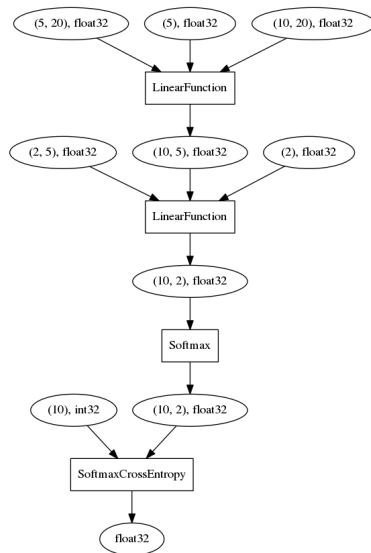 (5, 20), float32
(5), float32
(10, 20), float32
LinearFunction
(2, 5), float32
(10, 5), float32
(2), float32
LinearFunction
(10, 2), float32
Softmax
(10), int32
(10, 2), float32
SoftmaxCrossEntropy
float32